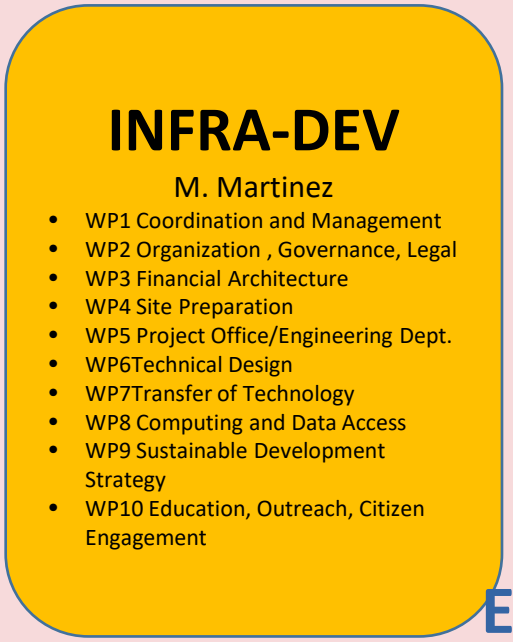 INFRA-DEV
M. Martinez
• WP1 Coordination and Management
• WP2 Organization , Governance, Legal
• WP3 Financial Architecture
• WP4 Site Preparation
• WP5 Project Office/Engineering Dept.
• WP6Technical Design
• WP7Transfer of Technology
• WP8 Computing and Data Access
• WP9 Sustainable Development
Strategy
• WP10 Education, Outreach, Citizen
Engagement
E